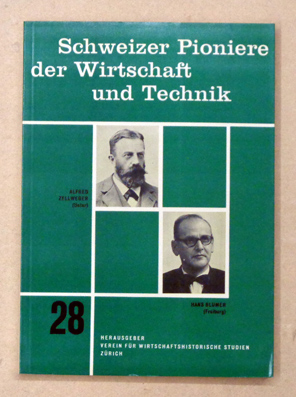 Schweizer Pioniere
der Wirtschaft
und Technik
ALFRED
ZELLWEGER
(Uster)
HANS BLUMER
(Freiburg)
28
HERAUSGEBER
VEREIN FÜR WIRTSCHAFTSHISTORISCHE STUDIEN
ZÜRICH